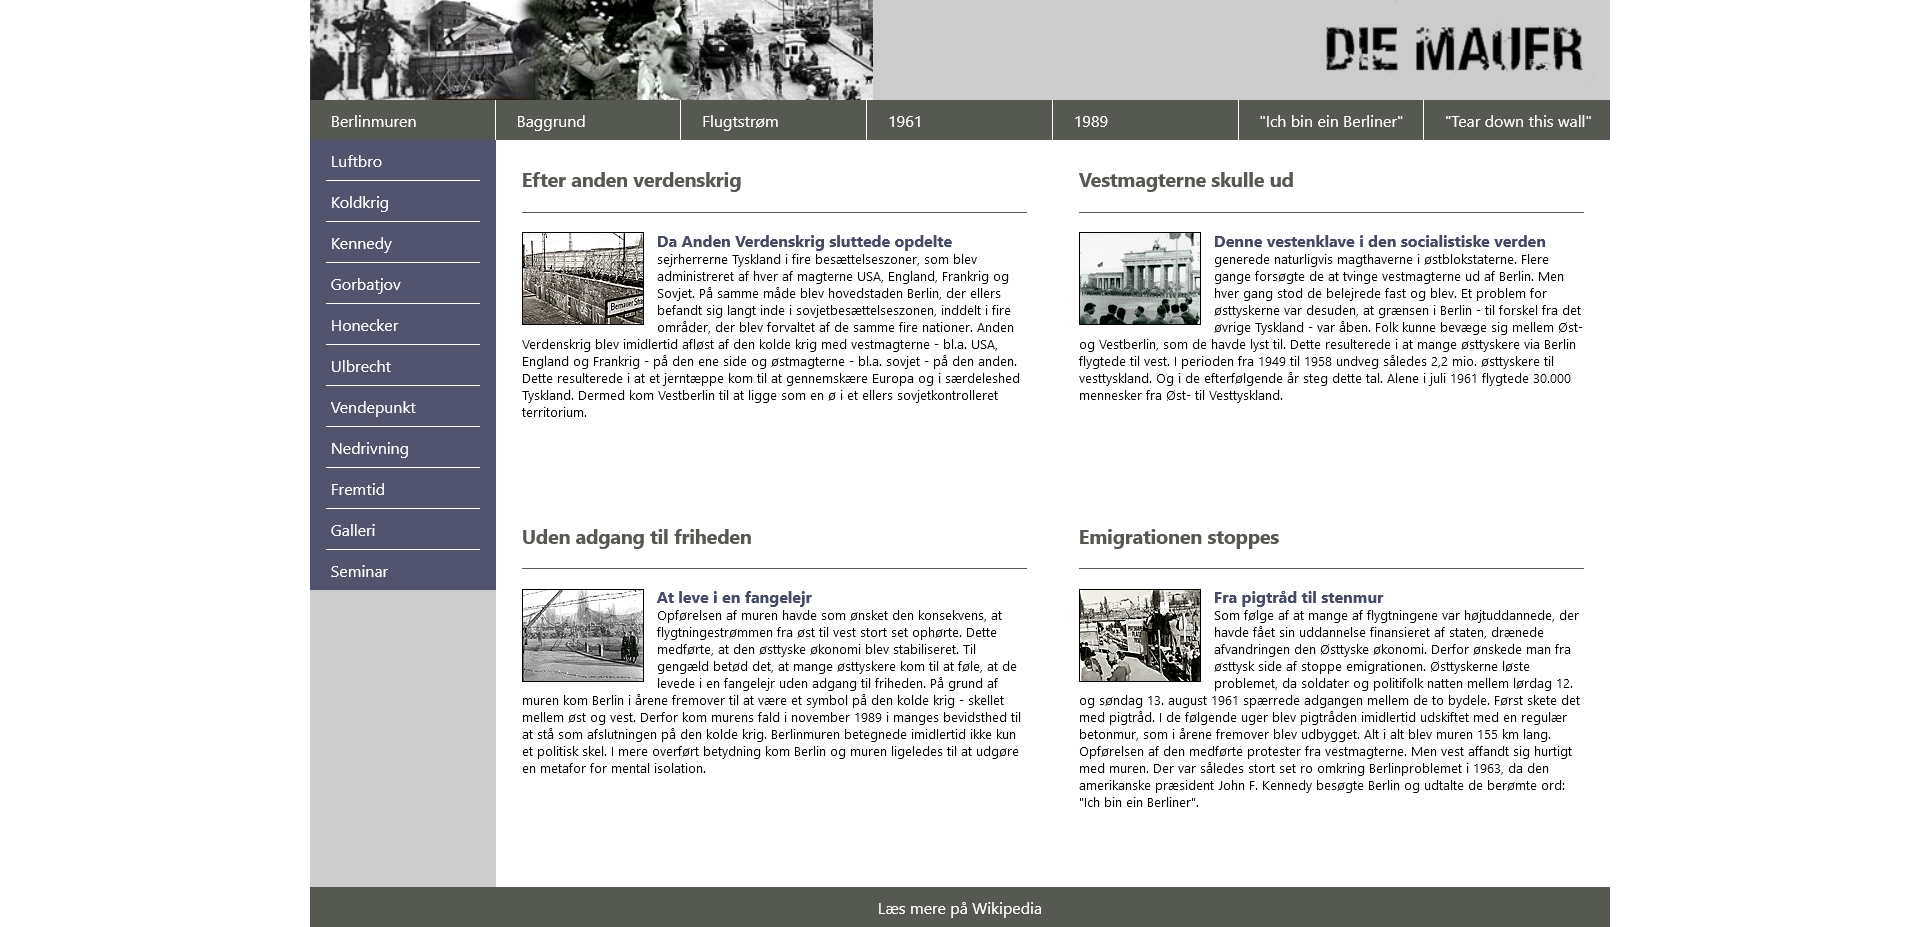 DIE MAUER
Berlinmuren
Baggrund
Flugtstrøm
1961
1989
"Ich bin ein Berliner"
"Tear down this wall"
Luftbro
Koldkrig
Kennedy
Gorbatjov
Honecker
Ulbrecht
Vendepunkt
Nedrivning
Fremtid
Galleri
Seminar
Efter anden verdenskrig
Da Anden Verdenskrig sluttede opdelte
sejrherrerne Tyskland i fire besættelseszoner, som blev
administreret af hver af magterne USA, England, Frankrig og
Sovjet. På samme måde blev hovedstaden Berlin, der ellers
befandt sig langt inde i sovjetbesættelseszonen, inddelt i fire
områder, der blev forvaltet af de samme fire nationer. Anden
Verdenskrig blev imidlertid afløst af den kolde krig med vestmagterne - bl.a. USA,
England og Frankrig - på den ene side og østmagterne - bl.a. sovjet - på den anden.
Dette resulterede i at et jerntæppe kom til at gennemskære Europa og i særdeleshed
Tyskland. Dermed kom Vestberlin til at ligge som en ø i et ellers sovjetkontrolleret
territorium.
Vestmagterne skulle ud
Denne vestenklave i den socialistiske verden
generede naturligvis magthaverne i østblokstaterne. Flere
gange forsøgte de at tvinge vestmagterne ud af Berlin. Men
hver gang stod de belejrede fast og blev. Et problem for
østtyskerne var desuden, at grænsen i Berlin - til forskel fra det
øvrige Tyskland - var åben. Folk kunne bevæge sig mellem Øst-
og Vestberlin, som de havde lyst til. Dette resulterede i at mange østtyskere via Berlin
flygtede til vest. I perioden fra 1949 til 1958 undveg således 2,2 mio. østtyskere til
vesttyskland. Og i de efterfølgende år steg dette tal. Alene i juli 1961 flygtede 30.000
mennesker fra Øst- til Vesttyskland.
Uden adgang til friheden
At leve i en fangelejr
Opførelsen af muren havde som ønsket den konsekvens, at
flygtningestrømmen fra øst til vest stort set ophørte. Dette
medførte, at den østtyske økonomi blev stabiliseret. Til
gengæld betød det, at mange østtyskere kom til at føle, at de
levede i en fangelejr uden adgang til friheden. På grund af
muren kom Berlin i årene fremover til at være et symbol på den kolde krig - skellet
mellem øst og vest. Derfor kom murens fald i november 1989 i manges bevidsthed til
at stå som afslutningen på den kolde krig. Berlinmuren betegnede imidlertid ikke kun
et politisk skel. I mere overført betydning kom Berlin og muren ligeledes til at udgøre
en metafor for mental isolation.
Emigrationen stoppes
Fra pigtråd til stenmur
Som følge af at mange af flygtningene var højtuddannede, der
havde fået sin uddannelse finansieret af staten, drænede
afvandringen den Østtyske økonomi. Derfor ønskede man fra
østtysk side af stoppe emigrationen. Østtyskerne løste
problemet, da soldater og politifolk natten mellem lørdag 12.
og søndag 13. august 1961 spærrede adgangen mellem de to bydele. Først skete det
med pigtråd. I de følgende uger blev pigtråden imidlertid udskiftet med en regulær
betonmur, som i årene fremover blev udbygget. Alt i alt blev muren 155 km lang.
Opførelsen af den medførte protester fra vestmagterne. Men vest affandt sig hurtigt
med muren. Der var således stort set ro omkring Berlinproblemet i 1963, da den
amerikanske præsident John F. Kennedy besøgte Berlin og udtalte de berømte ord:
"Ich bin ein Berliner".
Læs mere på Wikipedia